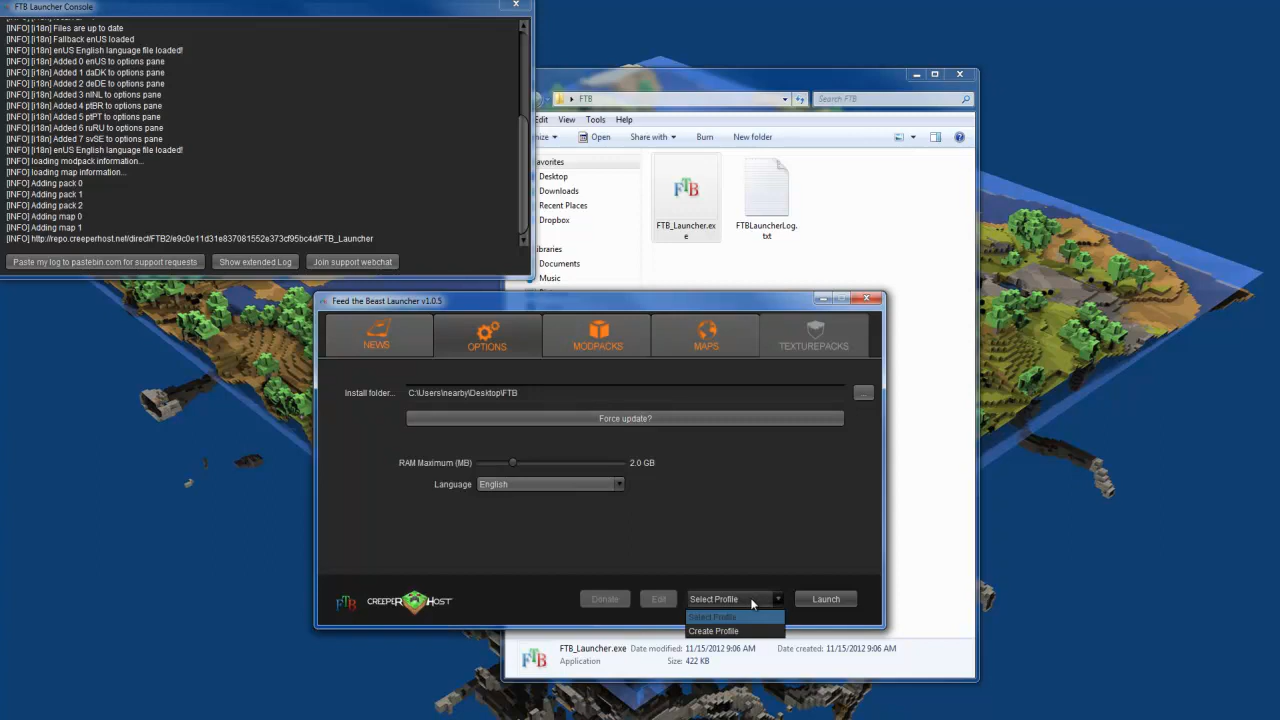 FTB Launcher Console
[INFO] [i18n] Files are up to date
[INFO] [i18n] Fallback enUS loaded
[INFO] [i18n] enUS English language file loaded!
[INFO] [i18n] Added 0 enUS to options pane
[INFO] [i18n] Added 1 daDK to options pane
[INFO] [i18n] Added 2 deDE to options pane
[INFO] [i18n] Added 3 nlNL to options pane
[INFO] [i18n] Added 4 ptBR to options pane
[INFO] [i18n] Added 5 ptPT to options pane
[INFO] [i18n] Added 6 ruRU to options pane
[INFO] [i18n] Added 7 svSE to options pane
[INFO] [i18n] enUS English language file loaded!
[INFO] loading modpack information...
[INFO] loading map information...
[INFO] Adding pack 0
[INFO] Adding pack 1
[INFO] Adding pack 2
[INFO] Adding map 0
[INFO] Adding map 1
[INFO] http://repo.creeperhost.net/direct/FTB2/e9c0e11d31e837081552e373cf95bc4d/FTB_Launcher
Paste my log to pastebin.com for support requests Show extended Log Join support webchat
FTB Search FTB
Edit View Tools Help
nize Open Share with Burn New folder
avorites
Desktop
Downloads
Recent Places
Dropbox
ibraries
Documents
Music
FTB
FTB_Launcher.ex
e
FTBLauncherLog.
txt
Feed the Beast Launcher v1.0.5
NEWS OPTIONS MODPACKS MAPS TEXTUREPACKS
Install folder... C:\Users\nearby\Desktop\FTB ...
Force update?
RAM Maximum (MB) 2.0 GB
Language English
FTB CREEPER HOST Donate Edit Select Profile Launch
Select Profile
Create Profile
FTB
FTB_Launcher.exe Date modified: 11/15/2012 9:06 AM Date created: 11/15/2012 9:06 AM
Application Size: 422 KB